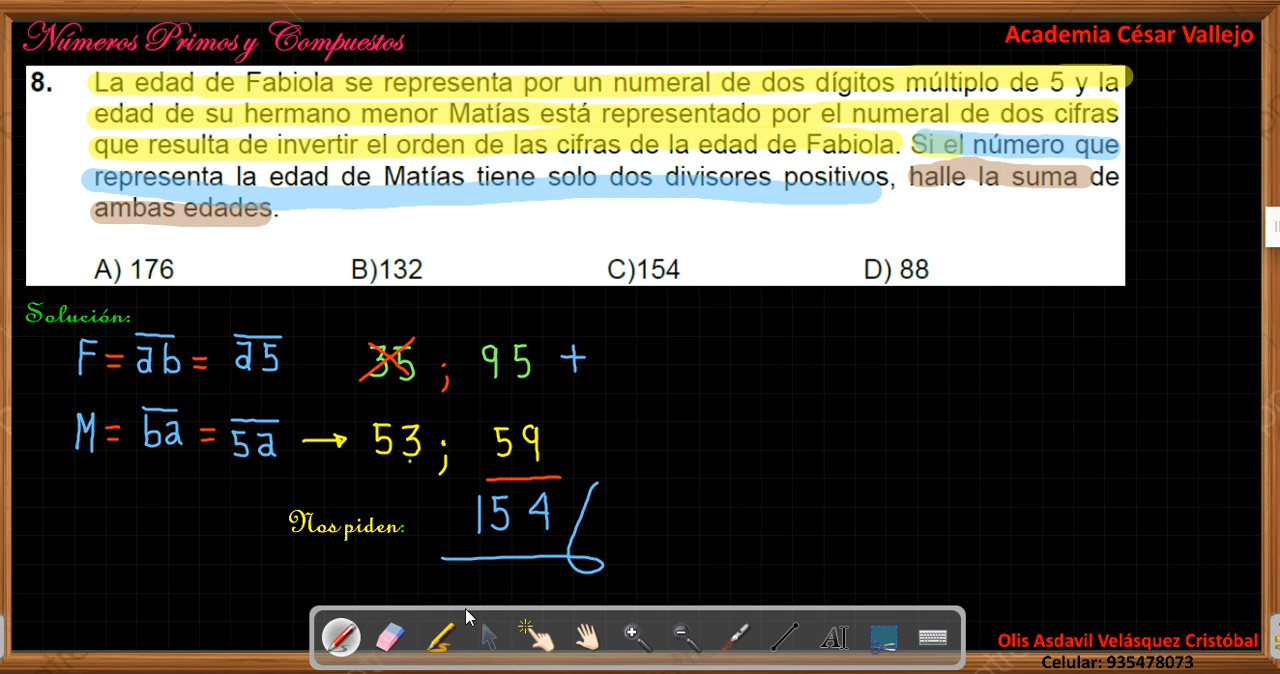 Números Primos y Compuestos
Academia César Vallejo
8. La edad de Fabiola se representa por un numeral de dos dígitos múltiplo de 5 y la
edad de su hermano menor Matías está representado por el numeral de dos cifras
que resulta de invertir el orden de las cifras de la edad de Fabiola. Si el número que
representa la edad de Matías tiene solo dos divisores positivos, halle la suma de
ambas edades.
A) 176 B)132 C)154 D) 88
Solución:
F = ab = a5 35 ; 95 +
M = ba = 5a → 53 ; 59
Nos piden: 154
AI
Olis Asdavil Velásquez Cristóbal
Celular: 935478073